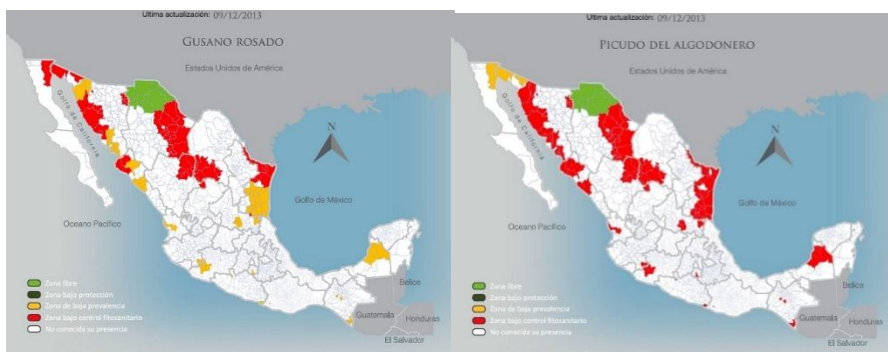 Ultima actualización: 09/12/2013
GUSANO ROSADO
Estados Unidos de América
Golfo de California
N
Golfo de México
Oceano Pacífico
Zona libre
Zona bajo protección
Zona de baja prevalencia
Zona bajo control fitosanitario
No conocida su presencia
Belice
Guatemala
Honduras
El Salvador
Ultima actualización: 09/12/2013
PICUDO DEL ALGODONERO
Estados Unidos de América
Golfo de California
N
Golfo de México
Oceano Pacífico
Zona libre
Zona bajo protección
Zona de baja prevalencia
Zona bajo control fitosanitario
No conocida su presencia
Belice
Guatemala
Honduras
El Salvador